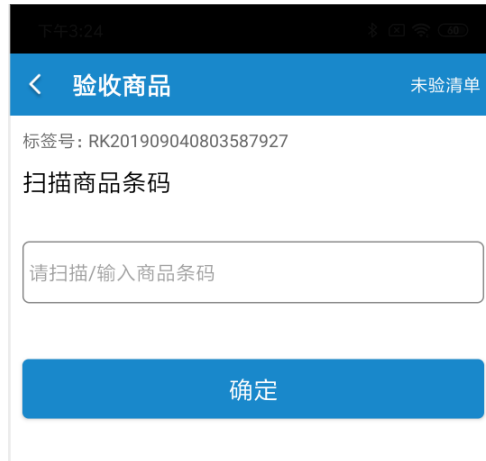 下午3:24 60
验收商品 未验清单
标签号: RK201909040803587927
扫描商品条码
请扫描/输入商品条码
确定